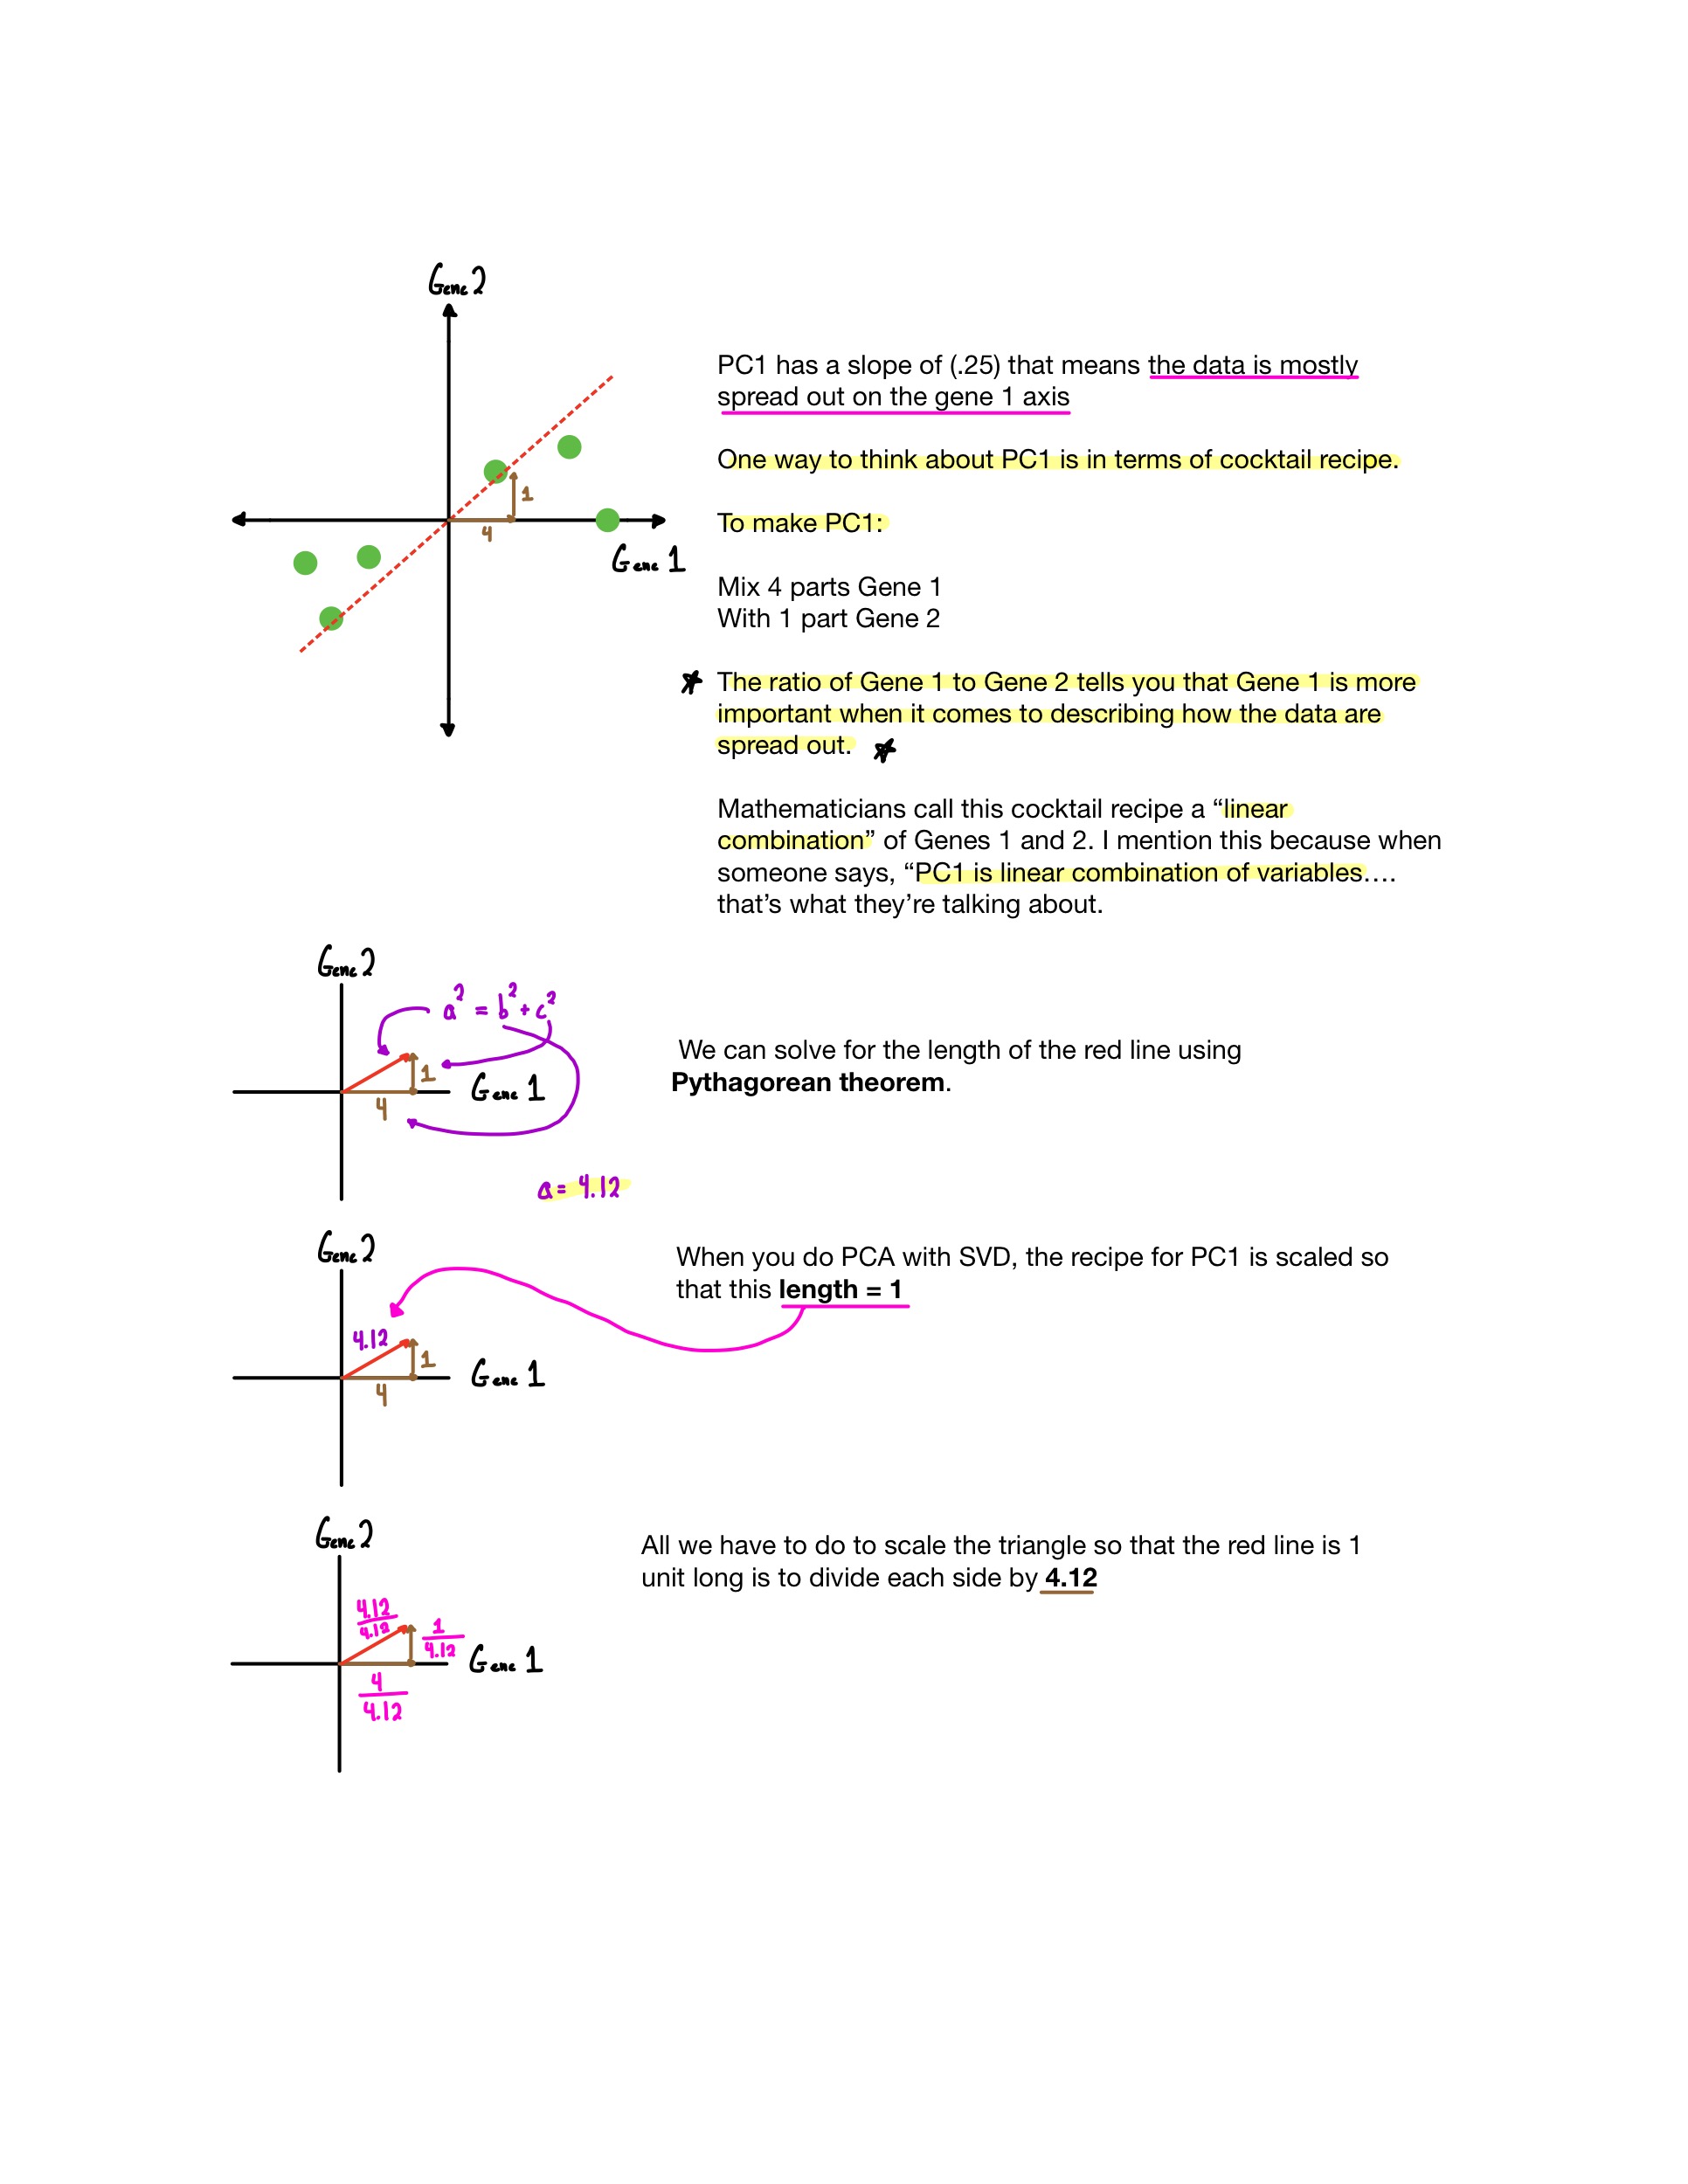 Gene 2
PC1 has a slope of (.25) that means the data is mostly
spread out on the gene 1 axis
One way to think about PC1 is in terms of cocktail recipe.
1
To make PC1:
4
Gene 1
Mix 4 parts Gene 1
With 1 part Gene 2
The ratio of Gene 1 to Gene 2 tells you that Gene 1 is more
important when it comes to describing how the data are
spread out.
Mathematicians call this cocktail recipe a “linear
combination” of Genes 1 and 2. I mention this because when
someone says, “PC1 is linear combination of variables….
that’s what they’re talking about.
Gene 2
a² = b² + c²
We can solve for the length of the red line using
Pythagorean theorem.
1
Gene 1
4
a = 4.12
Gene 2
When you do PCA with SVD, the recipe for PC1 is scaled so
that this length = 1
4.12
1
Gene 1
4
Gene 2
All we have to do to scale the triangle so that the red line is 1
unit long is to divide each side by 4.12
4.12
4.12
1
4.12
Gene 1
4
4.12